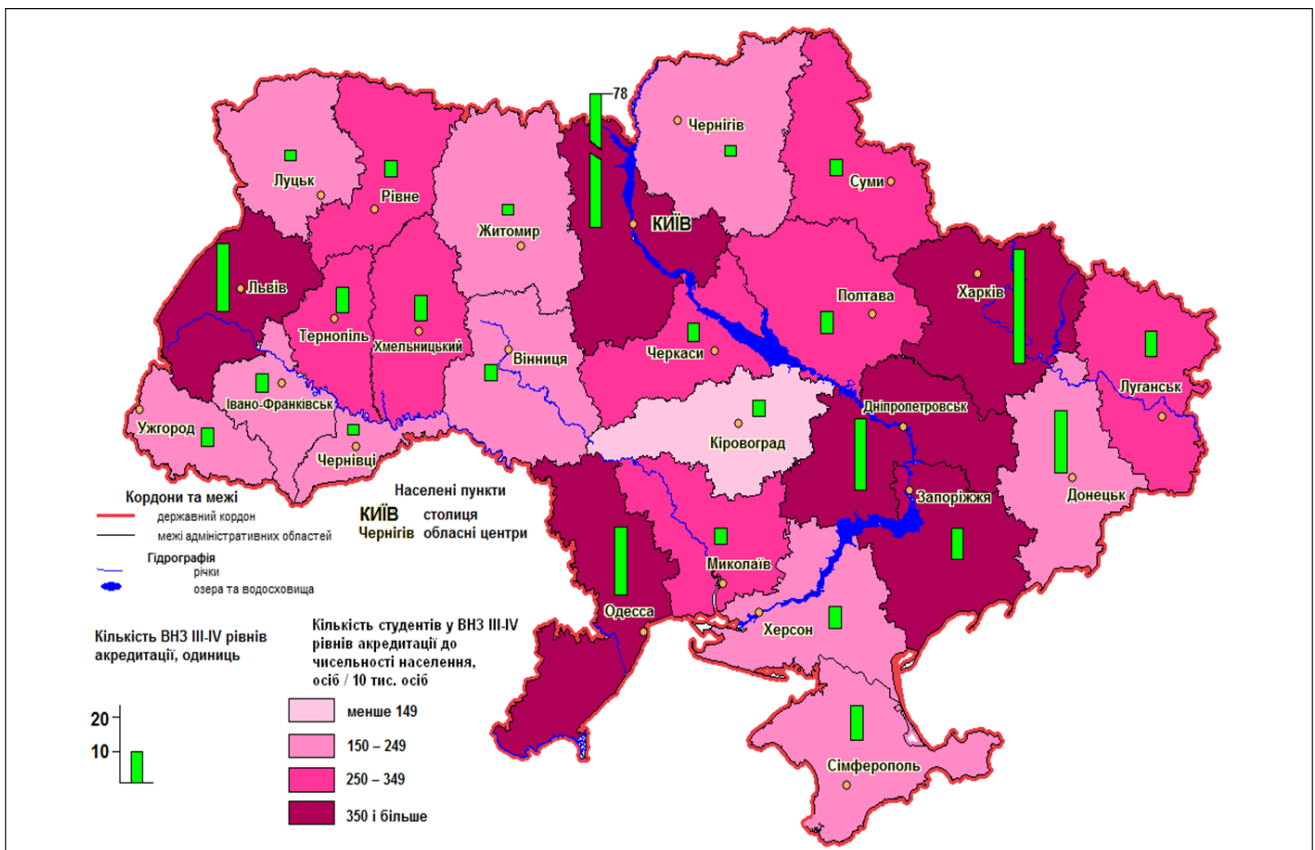 78
Чернігів
Луцьк
Рівне
Суми
Житомир
КИЇВ
Львів
Харків
Полтава
Тернопіль
Хмельницький
Черкаси
Вінниця
Луганськ
Івано-Франківськ
Дніпропетровськ
Ужгород
Кіровоград
Чернівці
Донецьк
Запоріжжя
Миколаїв
Одесса
Херсон
Сімферополь
Кордони та межі
державний кордон
межі адміністративних областей
Гідрографія
річки
озера та водосховища
Населені пункти
КИЇВ столиця
Чернігів обласні центри
Кількість ВНЗ III-IV рівнів
акредитації, одиниць
20
10
Кількість студентів у ВНЗ III-IV
рівнів акредитації до
чисельності населення,
осіб / 10 тис. осіб
менше 149
150 – 249
250 – 349
350 і більше